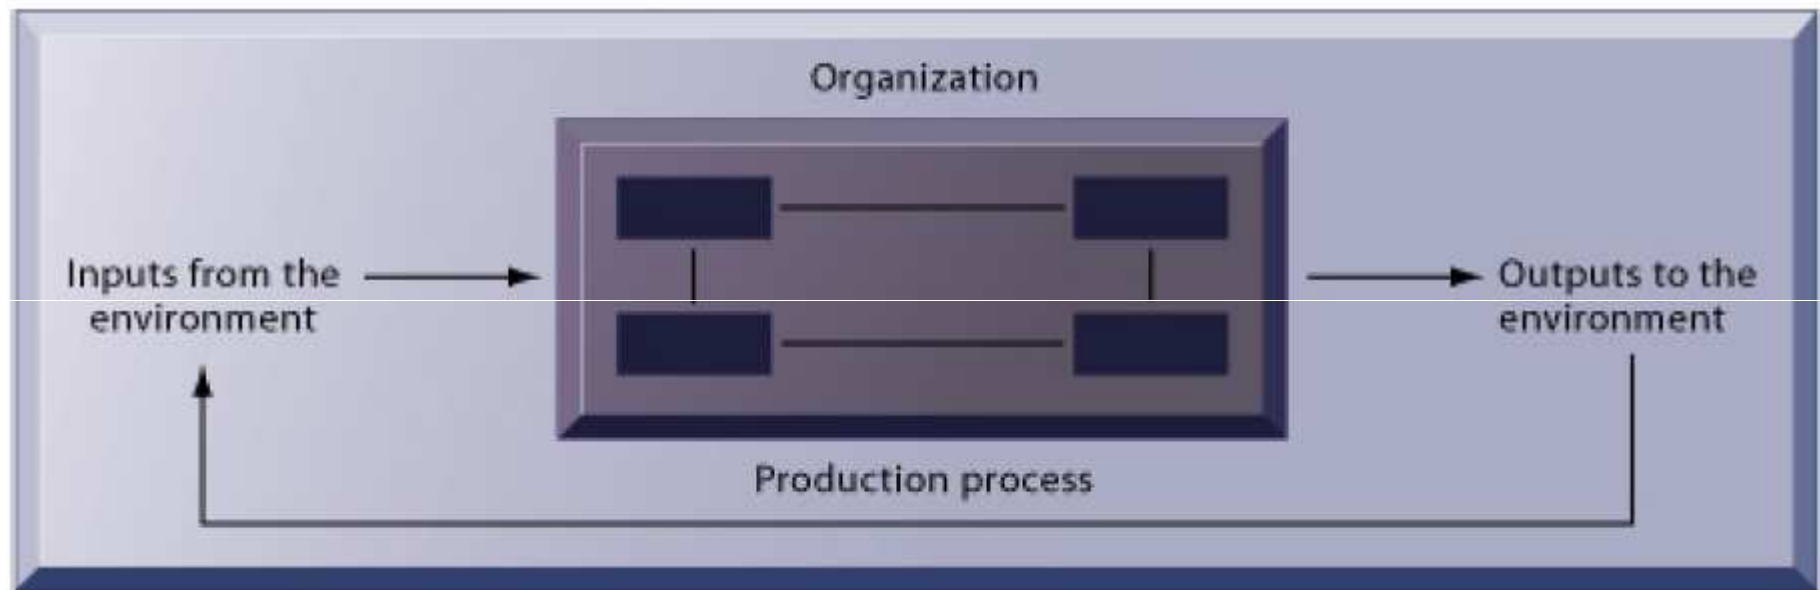 Organization
Inputs from the
environment
Outputs to the
environment
Production process